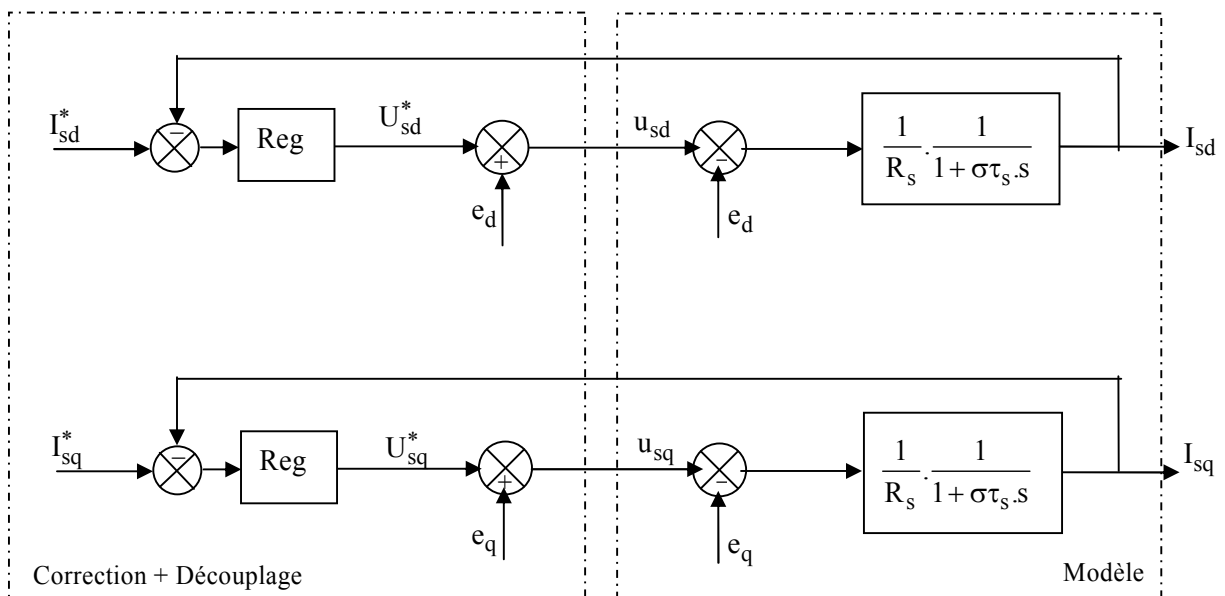 I*sd
−
Reg
U*sd
+
e_d
u_sd
-
e_d
1/R_s . 1/(1 + στ_s.s)
I_sd
I*sq
−
Reg
U*sq
+
e_q
u_sq
-
e_q
1/R_s . 1/(1 + στ_s.s)
I_sq
Correction + Découplage
Modèle